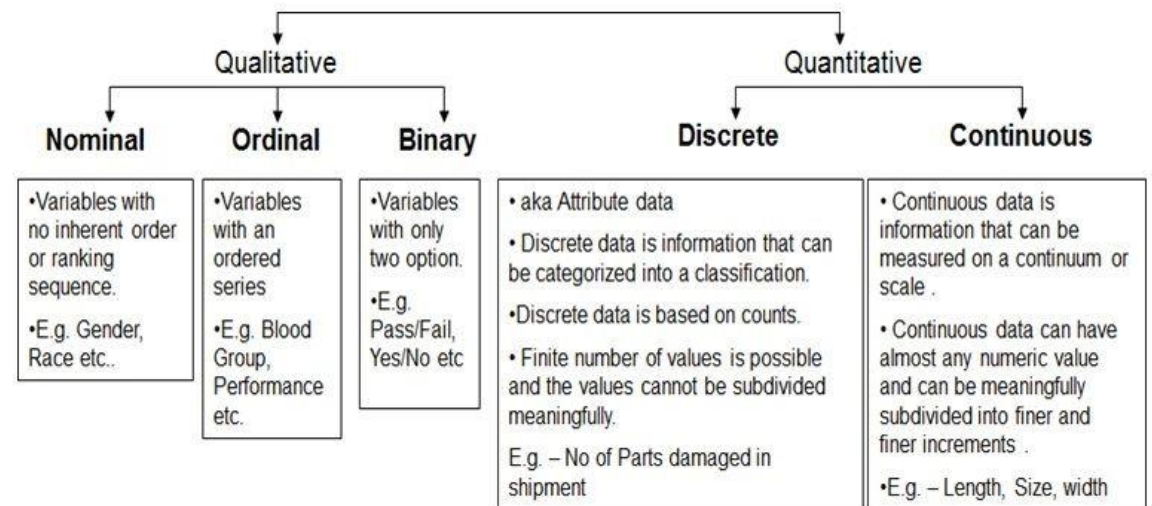 Qualitative
Quantitative
Nominal
Ordinal
Binary
Discrete
Continuous
•Variables with
no inherent order
or ranking
sequence.
•E.g. Gender,
Race etc..
•Variables
with an
ordered
series
•E.g. Blood
Group,
Performance
etc.
•Variables
with only
two option.
•E.g.
Pass/Fail,
Yes/No etc
• aka Attribute data
• Discrete data is information that can
be categorized into a classification.
•Discrete data is based on counts.
• Finite number of values is possible
and the values cannot be subdivided
meaningfully.
E.g. – No of Parts damaged in
shipment
• Continuous data is
information that can be
measured on a continuum or
scale .
• Continuous data can have
almost any numeric value
and can be meaningfully
subdivided into finer and
finer increments .
•E.g. – Length, Size, width